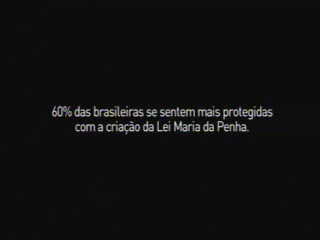 60% das brasileiras se sentem mais protegidas
com a criação da Lei Maria da Penha.